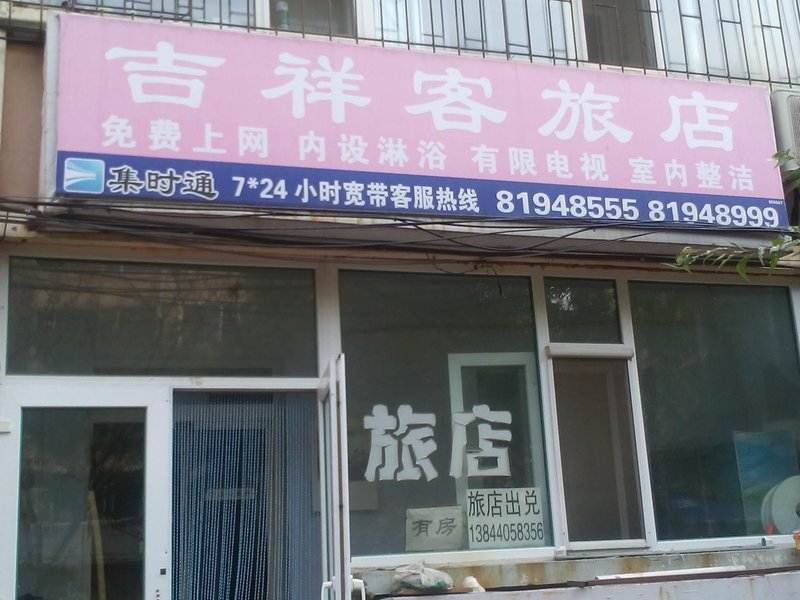 吉祥客旅店
免费上网 内设淋浴 有限电视 室内整洁
集时通 7*24小时宽带客服热线 81948555 81948999
旅店
有房
旅店出兑
13844058356